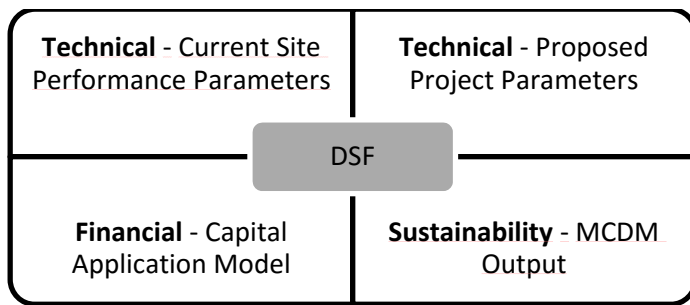 Technical - Current Site
Performance Parameters
Technical - Proposed
Project Parameters
DSF
Financial - Capital
Application Model
Sustainability - MCDM
Output